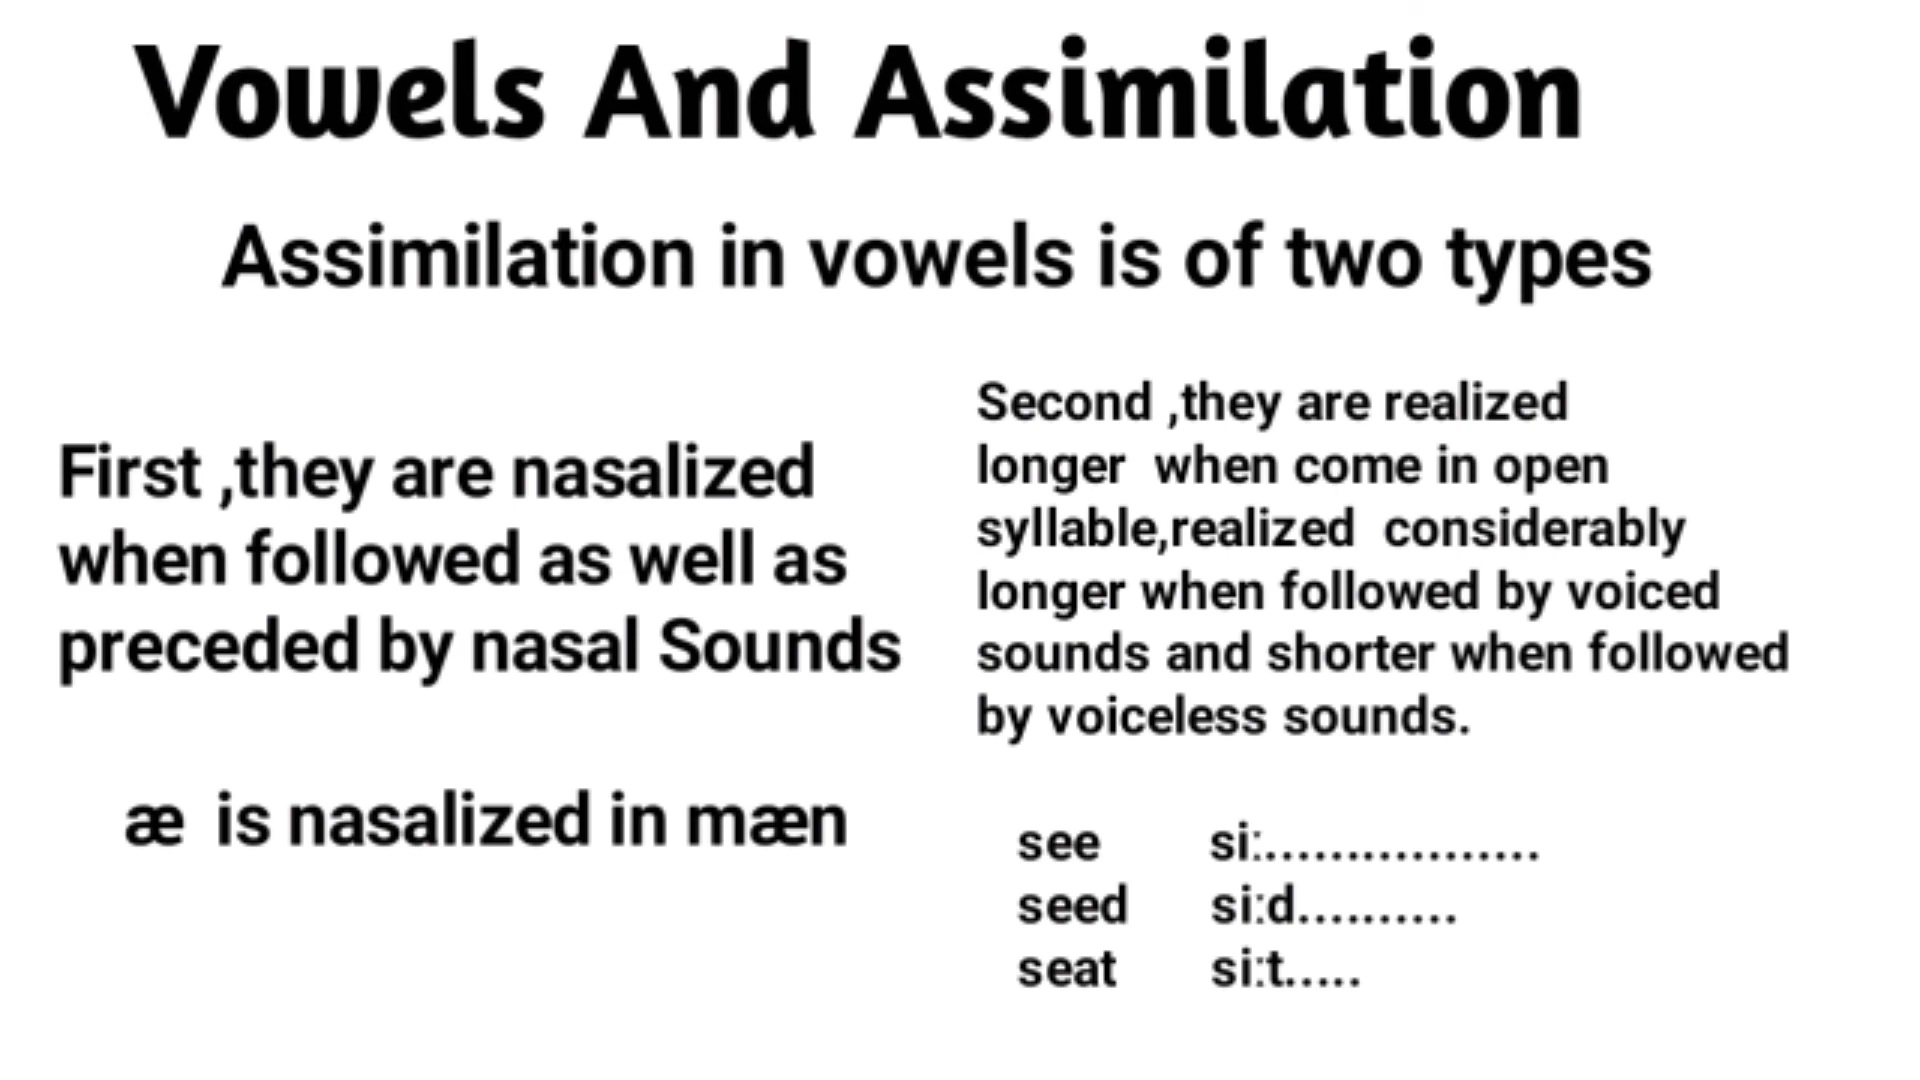 Vowels And Assimilation
Assimilation in vowels is of two types
First ,they are nasalized
when followed as well as
preceded by nasal Sounds
æ is nasalized in mæn
Second ,they are realized
longer when come in open
syllable,realized considerably
longer when followed by voiced
sounds and shorter when followed
by voiceless sounds.
see si:.................
seed si:d..........
seat si:t.....